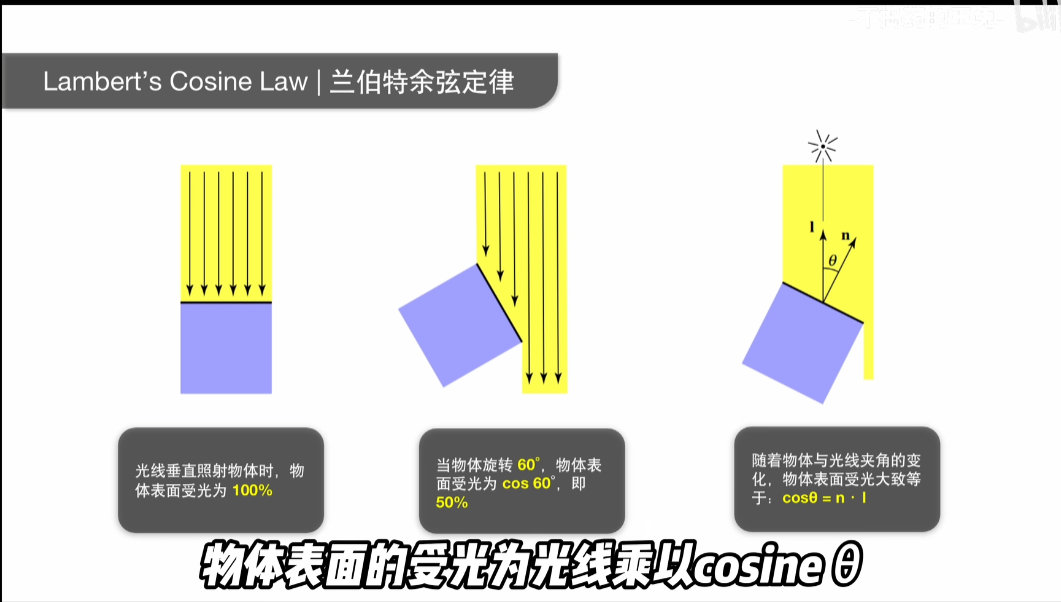 Lambert's Cosine Law | 兰伯特余弦定律
l
n
θ
光线垂直照射物体时，物
体表面受光为 100%
当物体旋转 60°，物体表
面受光为 cos 60°，即
50%
随着物体与光线夹角的变
化，物体表面受光大致等
于：cosθ = n · l
物体表面的受光为光线乘以cosine θ